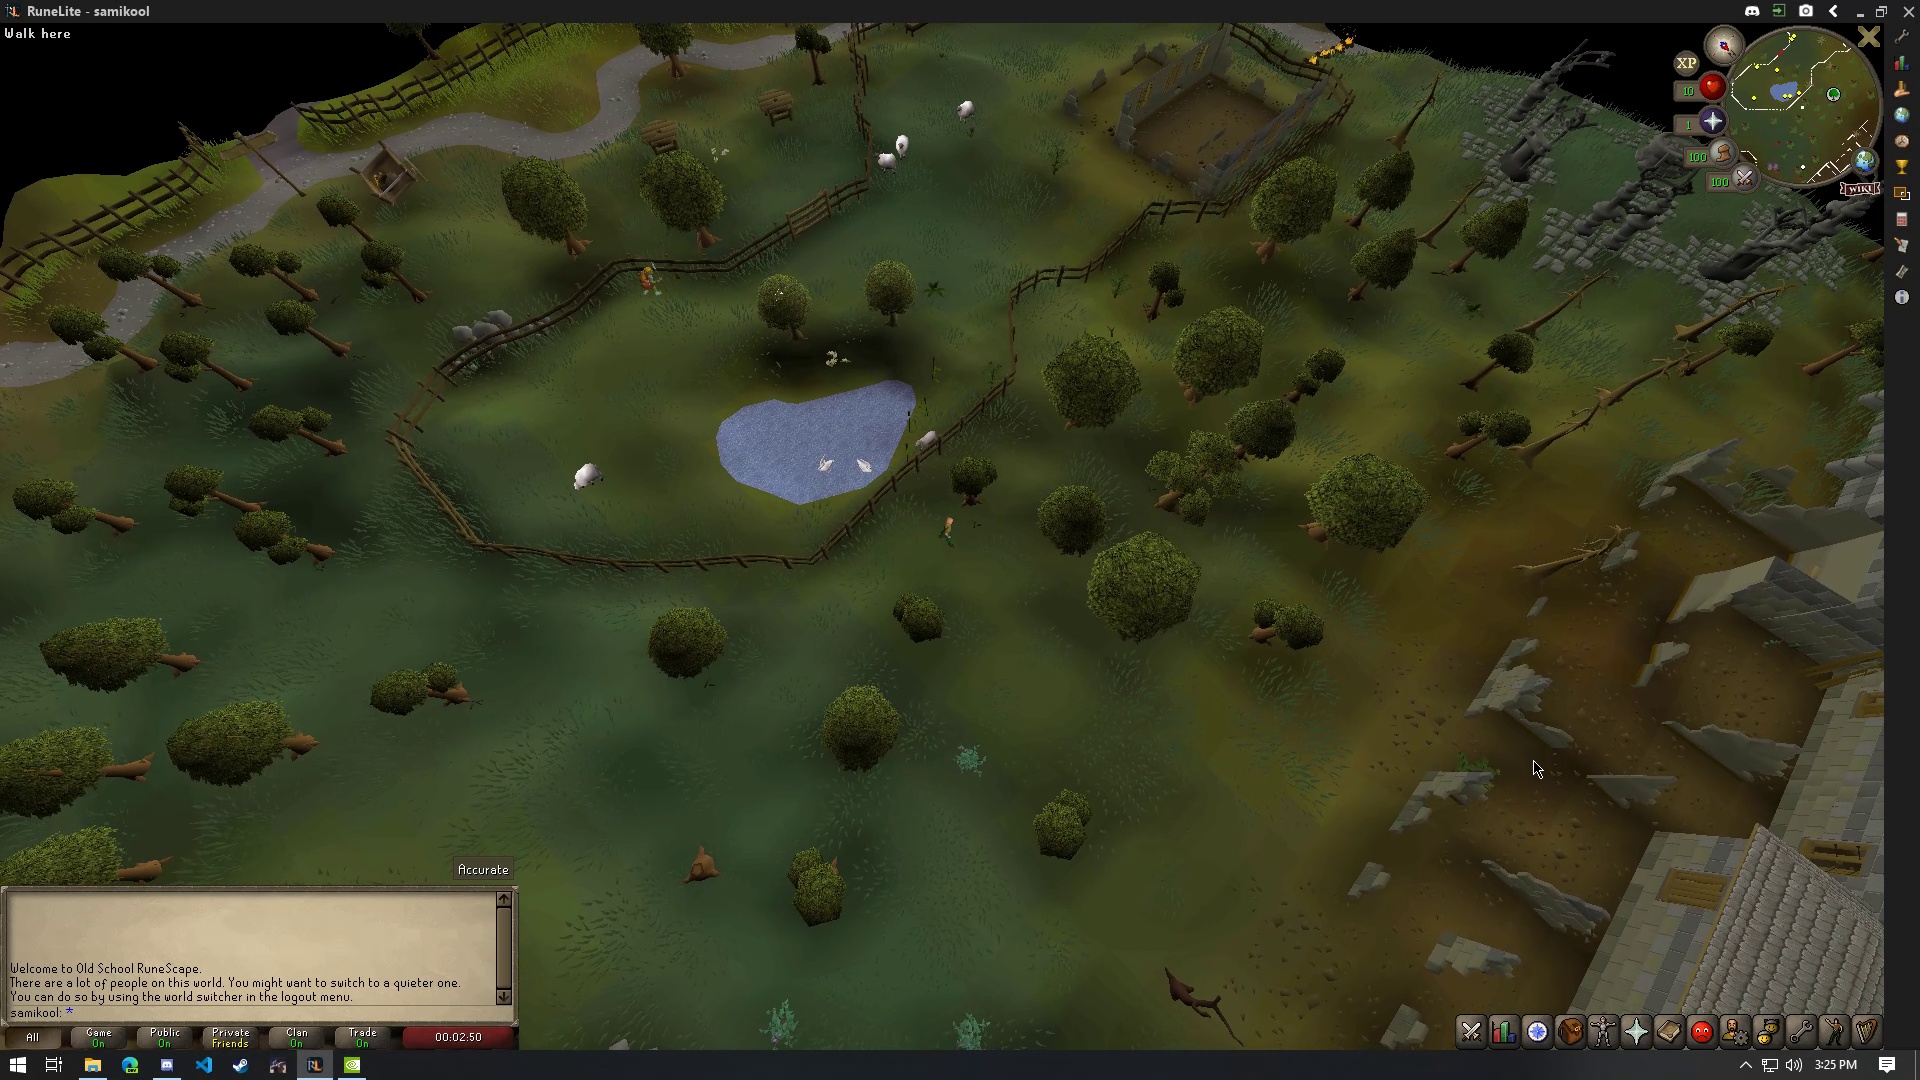 RuneLite - samikool
Walk here
XP
10
1
100
100
WIKI
Accurate
Welcome to Old School RuneScape.
There are a lot of people on this world. You might want to switch to a quieter one.
You can do so by using the world switcher in the logout menu.
samikool: *
All
Game
On
Public
On
Private
Friends
Clan
On
Trade
On
00:02:50
3:25 PM